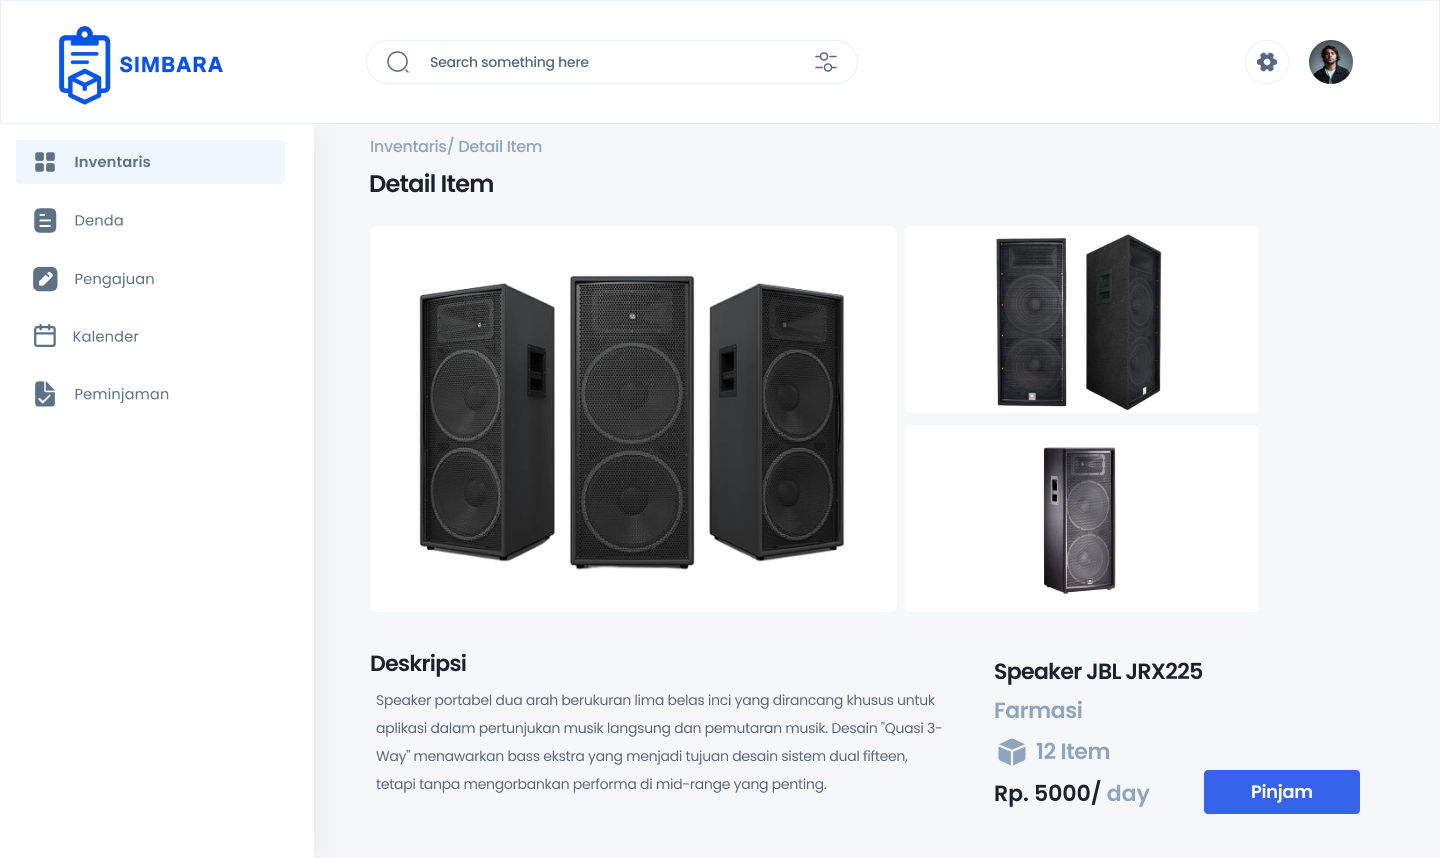 SIMBARA
Search something here
Inventaris
Denda
Pengajuan
Kalender
Peminjaman
Inventaris/ Detail Item
Detail Item
Deskripsi
Speaker portabel dua arah berukuran lima belas inci yang dirancang khusus untuk
aplikasi dalam pertunjukan musik langsung dan pemutaran musik. Desain "Quasi 3-
Way" menawarkan bass ekstra yang menjadi tujuan desain sistem dual fifteen,
tetapi tanpa mengorbankan performa di mid-range yang penting.
Speaker JBL JRX225
Farmasi
12 Item
Rp. 5000/ day
Pinjam